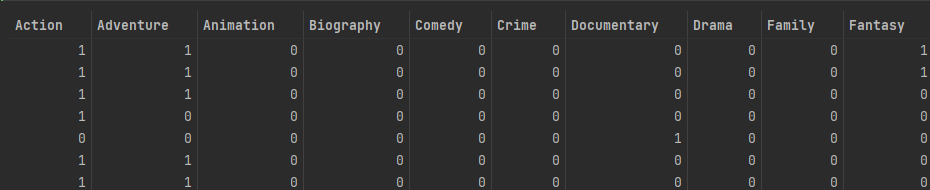 Action Adventure Animation Biography Comedy Crime Documentary Drama Family Fantasy
1 1 0 0 0 0 0 0 0 1
1 1 0 0 0 0 0 0 0 1
1 1 0 0 0 0 0 0 0 0
1 0 0 0 0 0 0 0 0 0
0 0 0 0 0 0 1 0 0 0
1 1 0 0 0 0 0 0 0 0
1 1 0 0 0 0 0 0 0 0